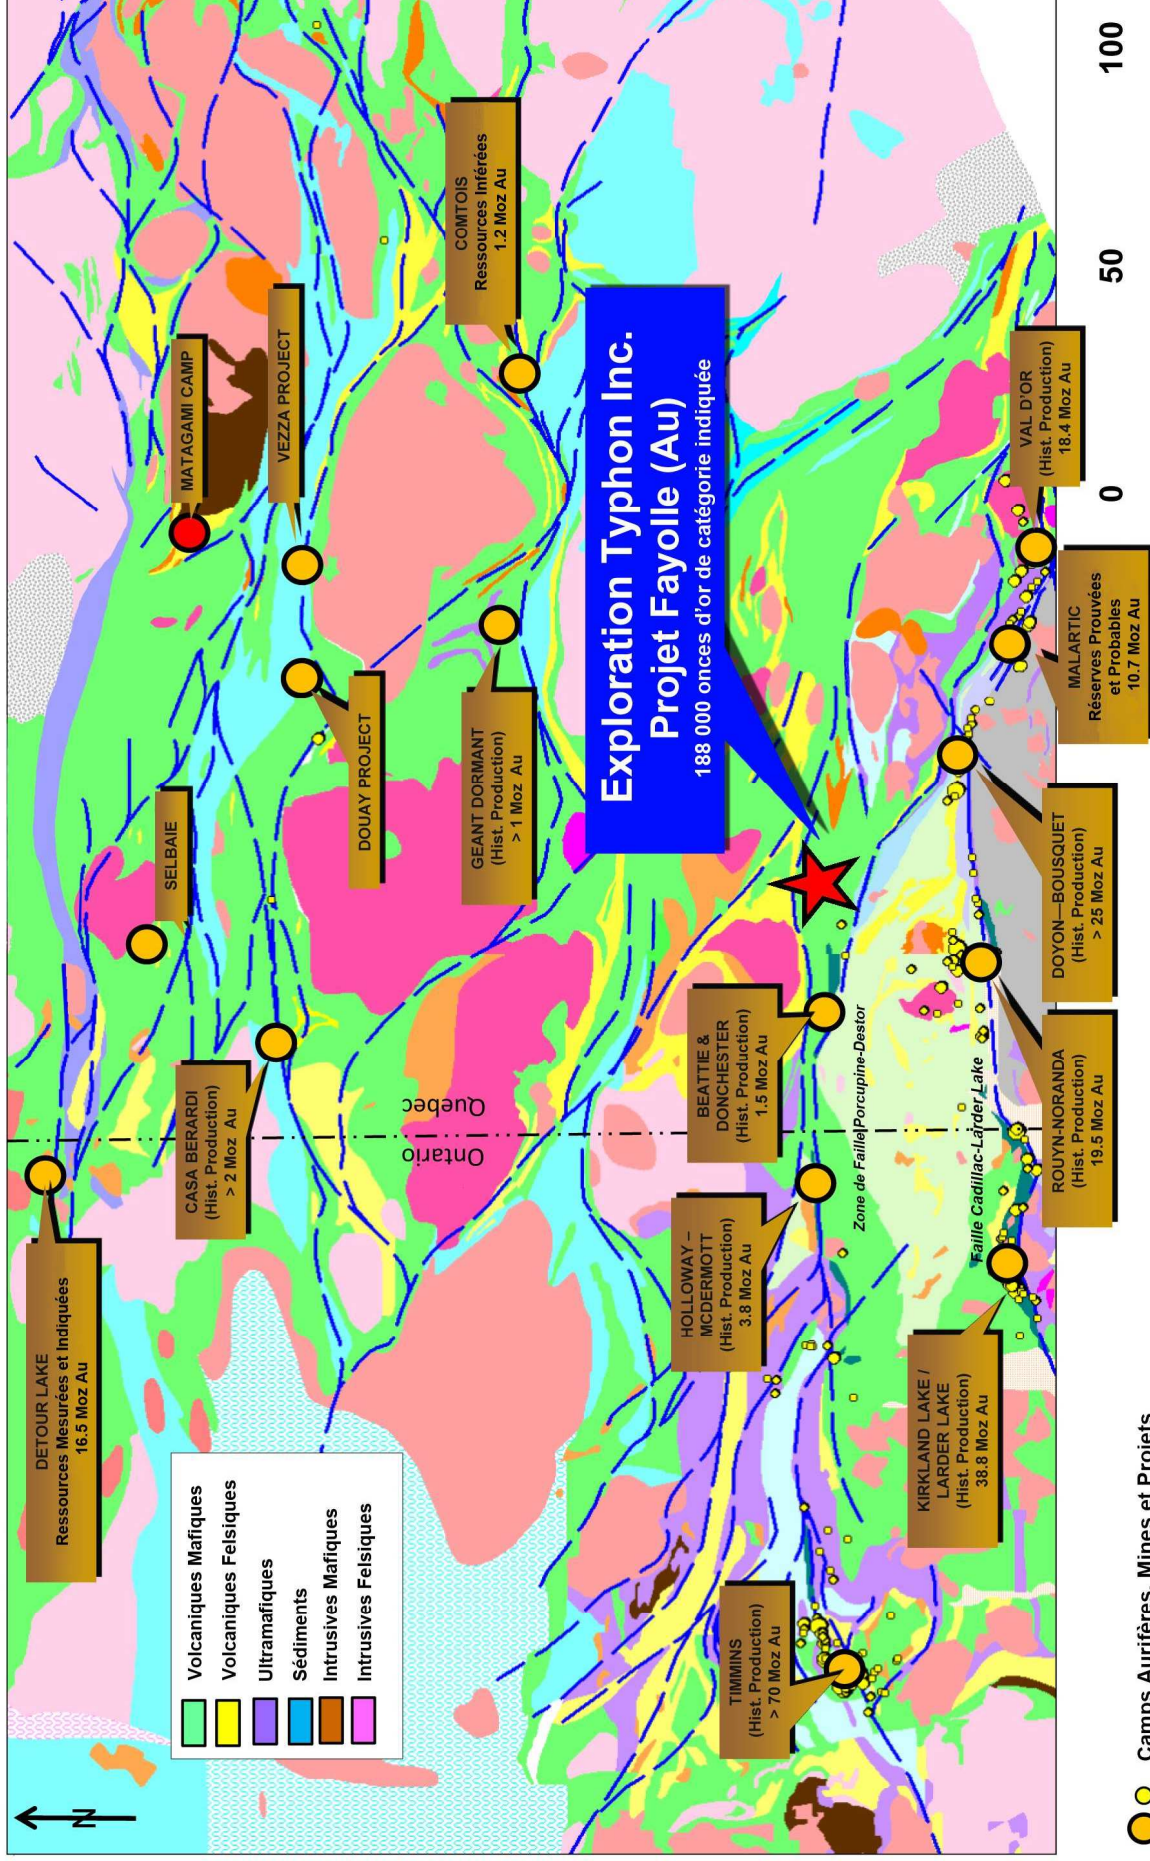 DETOUR LAKE
Ressources Mesurées et Indiquées
16.5 Moz Au
SELBAIE
MATAGAMI CAMP
CASA BERARDI
(Hist. Production)
> 2 Moz Au
DOUAY PROJECT
VEZZA PROJECT
Volcaniques Mafiques
Volcaniques Felsiques
Ultramafiques
Sédiments
Intrusives Mafiques
Intrusives Felsiques
N
Ontario
Quebec
GEANT DORMANT
(Hist. Production)
> 1 Moz Au
COMTOIS
Ressources Inférées
1.2 Moz Au
Exploration Typhon Inc.
Projet Fayolle (Au)
188 000 onces d'or de catégorie indiquée
TIMMINS
(Hist. Production)
> 70 Moz Au
HOLLOWAY –
MCDERMOTT
(Hist. Production)
3.8 Moz Au
BEATTIE &
DONCHESTER
(Hist. Production)
1.5 Moz Au
Zone de Faille Porcupine-Destor
Faille Cadillac-Larder Lake
KIRKLAND LAKE /
LARDER LAKE
(Hist. Production)
38.8 Moz Au
ROUYN-NORANDA
(Hist. Production)
19.5 Moz Au
DOYON—BOUSQUET
(Hist. Production)
> 25 Moz Au
MALARTIC
Réserves Prouvées
et Probables
10.7 Moz Au
VAL D'OR
(Hist. Production)
18.4 Moz Au
0 50 100
Camps Aurifères, Mines et Projets